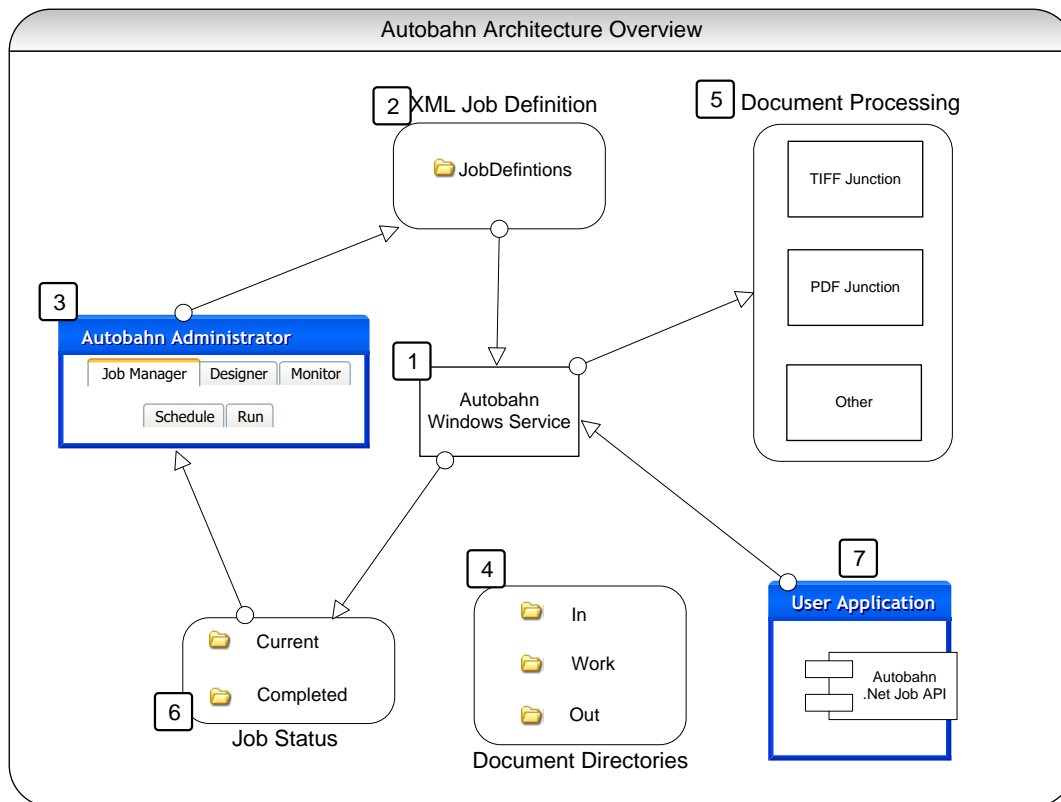 Autobahn Architecture Overview
2
XML Job Definition
JobDefintions
5
Document Processing
TIFF Junction
PDF Junction
Other
3
Autobahn Administrator
Job Manager
Designer
Monitor
Schedule
Run
1
Autobahn
Windows Service
6
Current
Completed
Job Status
4
In
Work
Out
Document Directories
7
User Application
Autobahn
.Net Job API